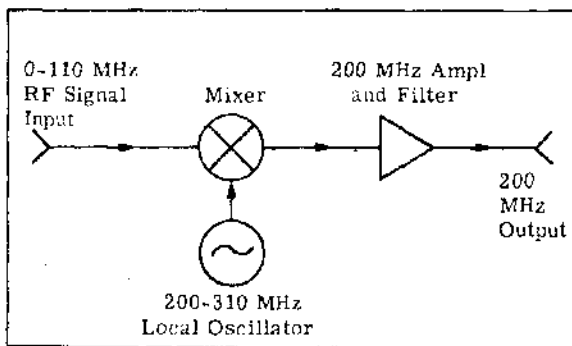 0-110 MHz
RF Signal
Input
Mixer
200 MHz Ampl
and Filter
200
MHz
Output
200-310 MHz
Local Oscillator